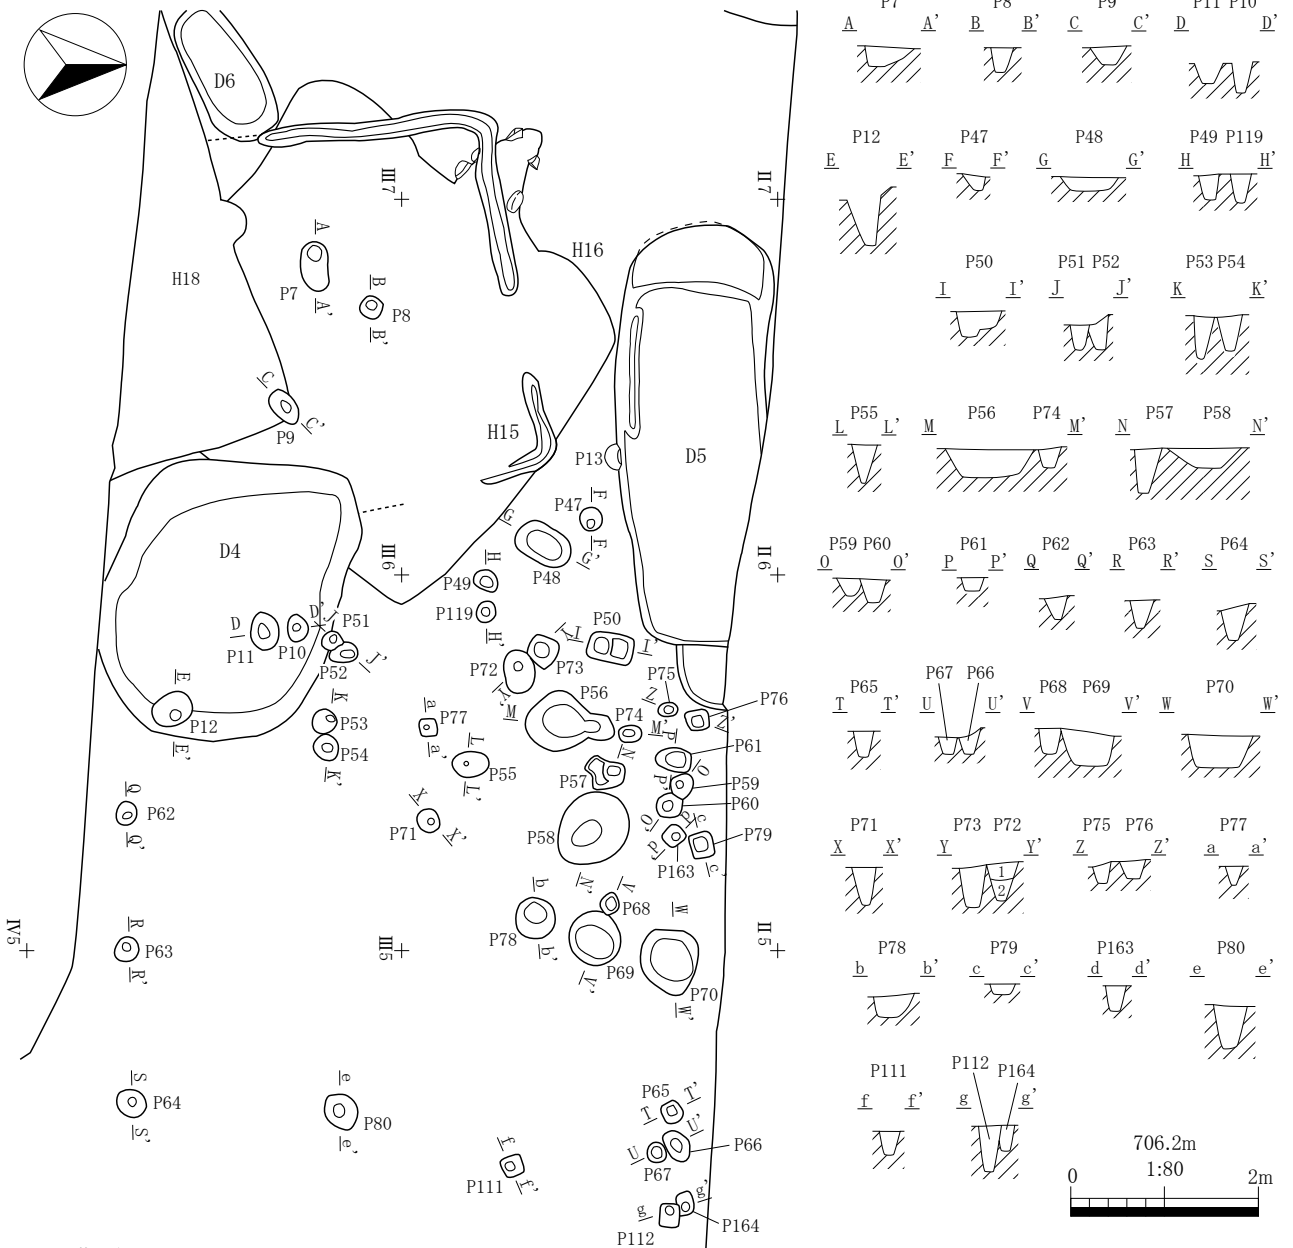 D6
Ⅲ7
Ⅱ7
A
H16
H18
B
P7
A'
P8
B'
C
C'
P9
H15
P13
D5
F
P47
G
F
G'
D4
H
Ⅲ6
Ⅱ6
P49
P48
P119
H'
D
D'
J
P51
P11
P10
P52
J'
Y
I
P50
I'
P72
P73
Y'
E
K
P12
E'
P53
P54
K'
P75
Z
P76
Z'
a
P77
a'
M
P56
P74
M'
N
P
P61
L
P55
L'
P57
P'
O
P59
P60
O'
Q
P62
Q'
X
P71
X'
P58
N'
d
c
P79
P163
c'
b
V
P68
W
Ⅳ5
R
P63
R'
Ⅲ5
P78
b'
P69
V'
P70
W'
Ⅱ5
S
P64
S'
e
P80
e'
P65
T
T'
U'
P66
U
P67
f
P111
f'
g
g'
P112
P164
P7
P8
P9
P11 P10
A A' B B' C C' D D'
P12 P47 P48 P49 P119
E E' F F' G G' H H'
P50 P51 P52 P53 P54
I I' J J' K K'
P55 P56 P74 P57 P58
L L' M M' N N'
P59 P60 P61 P62 P63 P64
O O' P P' Q Q' R R' S S'
P67 P66
P65 P68 P69 P70
T T' U U' V V' W W'
P71 P73 P72 P75 P76 P77
X X' Y Y' Z Z' a a'
1
2
P78 P79 P163 P80
b b' c c' d d' e e'
P111 P112 P164
f f' g g'
706.2m
1:80
0 2m